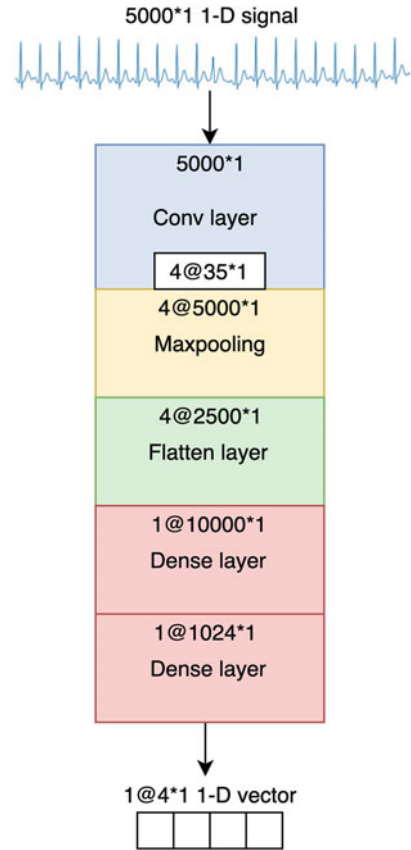 5000*1 1-D signal
5000*1
Conv layer
4@35*1
4@5000*1
Maxpooling
4@2500*1
Flatten layer
1@10000*1
Dense layer
1@1024*1
Dense layer
1@4*1 1-D vector